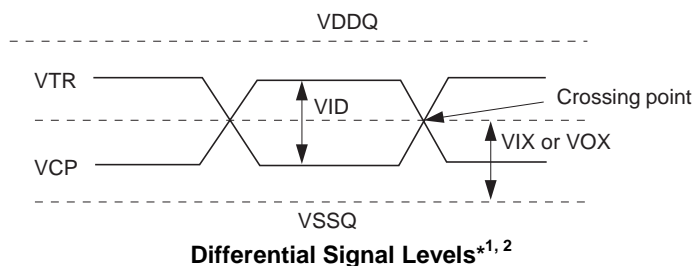 VDDQ
VTR
Crossing point
VID
VIX or VOX
VCP
VSSQ
Differential Signal Levels*1, 2